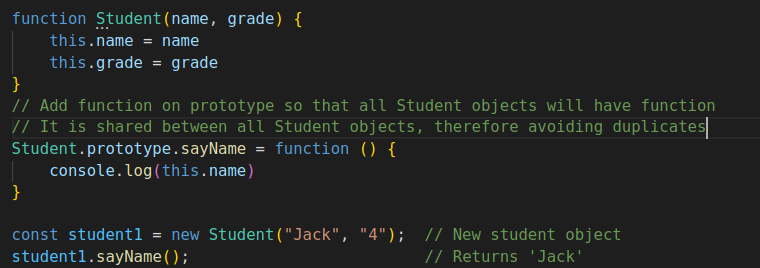 function Student(name, grade) {
    this.name = name
    this.grade = grade
}
// Add function on prototype so that all Student objects will have function
// It is shared between all Student objects, therefore avoiding duplicates
Student.prototype.sayName = function () {
    console.log(this.name)
}

const student1 = new Student("Jack", "4");  // New student object
student1.sayName();                         // Returns 'Jack'